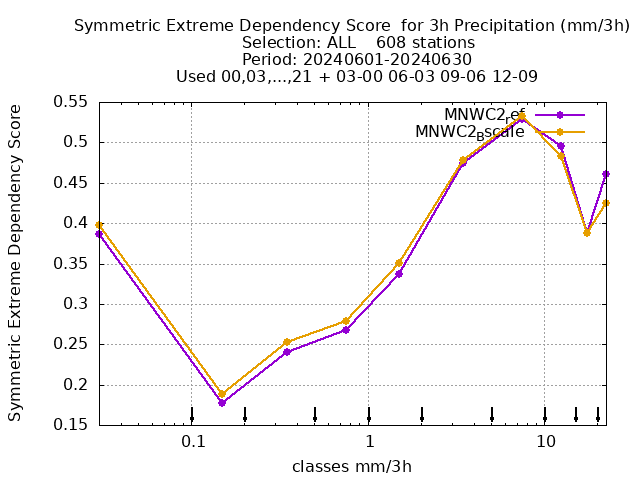 Symmetric Extreme Dependency Score  for 3h Precipitation (mm/3h)
Selection: ALL    608 stations
Period: 20240601-20240630
Used 00,03,...,21 + 03-00 06-03 09-06 12-09
MNWC2ref
MNWC2Bscale
Symmetric Extreme Dependency Score
0.55
0.5
0.45
0.4
0.35
0.3
0.25
0.2
0.15
0.1
1
10
classes mm/3h